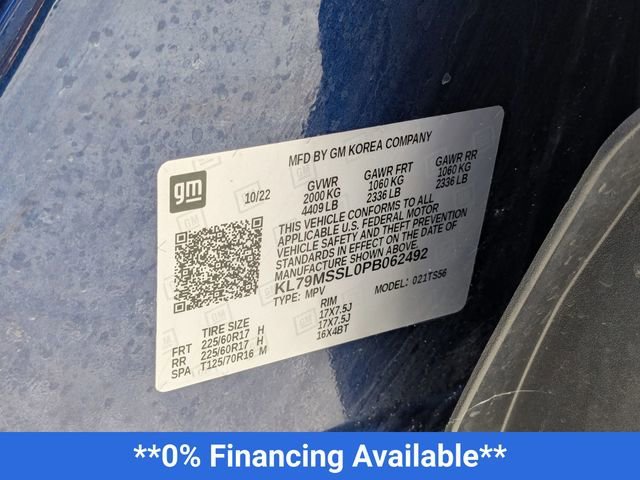 gm
MFD BY GM KOREA COMPANY
10/22 GVWR GAWR FRT GAWR RR
2000 KG 1060 KG 1060 KG
4409 LB 2336 LB 2336 LB
THIS VEHICLE CONFORMS TO ALL
APPLICABLE U.S. FEDERAL MOTOR
VEHICLE SAFETY AND THEFT PREVENTION
STANDARDS IN EFFECT ON THE DATE OF
MANUFACTURE SHOWN ABOVE.
KL79MSSL0PB062492
TYPE: MPV MODEL: 021TS56
TIRE SIZE RIM
FRT 225/60R17 H 17X7.5J
RR 225/60R17 H 17X7.5J
SPA T125/70R16 M 16X4BT
**0% Financing Available**